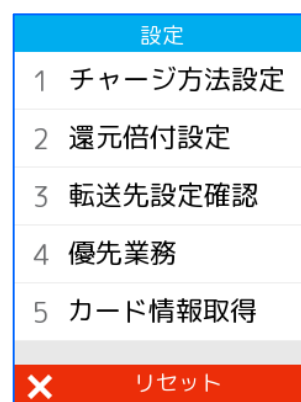 設定
1 チャージ方法設定
2 還元倍付設定
3 転送先設定確認
4 優先業務
5 カード情報取得
× リセット